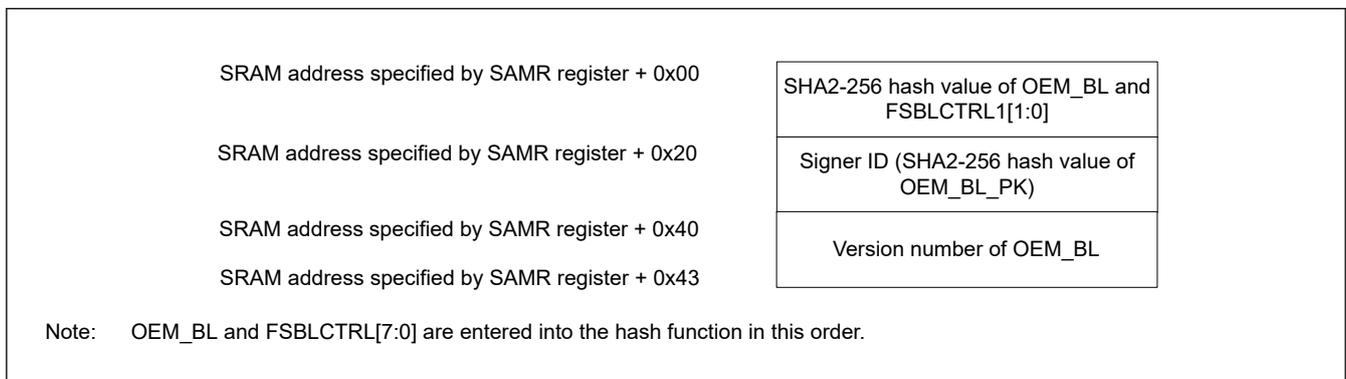 SRAM address specified by SAMR register + 0x00
SHA2-256 hash value of OEM_BL and
FSBLCTRL1[1:0]
SRAM address specified by SAMR register + 0x20
Signer ID (SHA2-256 hash value of
OEM_BL_PK)
SRAM address specified by SAMR register + 0x40
Version number of OEM_BL
SRAM address specified by SAMR register + 0x43
Note: OEM_BL and FSBLCTRL[7:0] are entered into the hash function in this order.